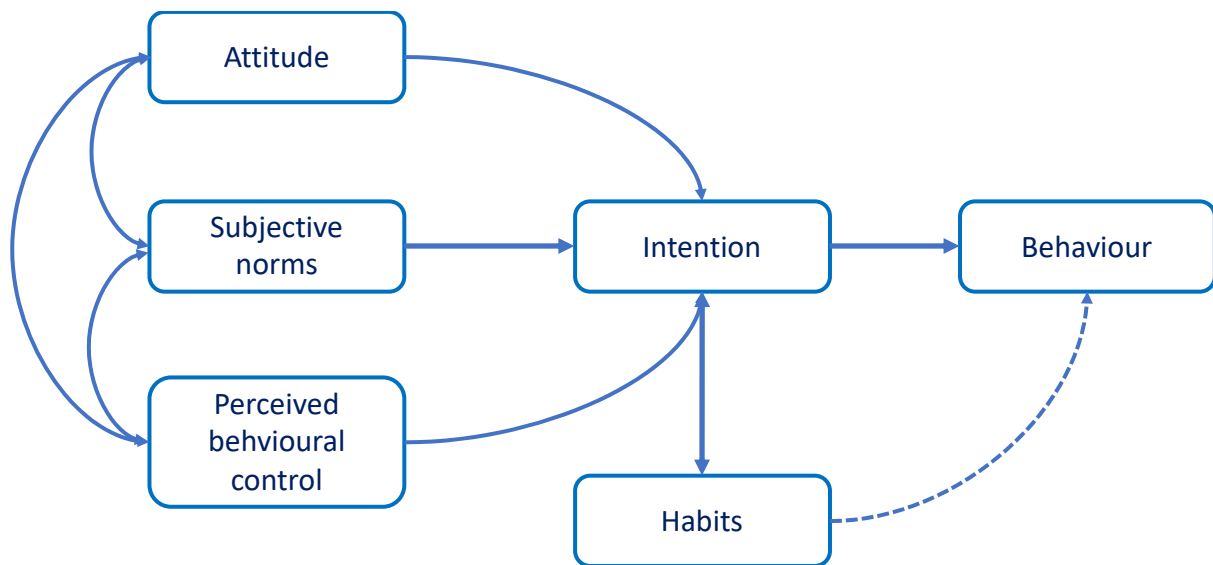 Attitude
Subjective
norms
Intention
Behaviour
Perceived
behvioural
control
Habits